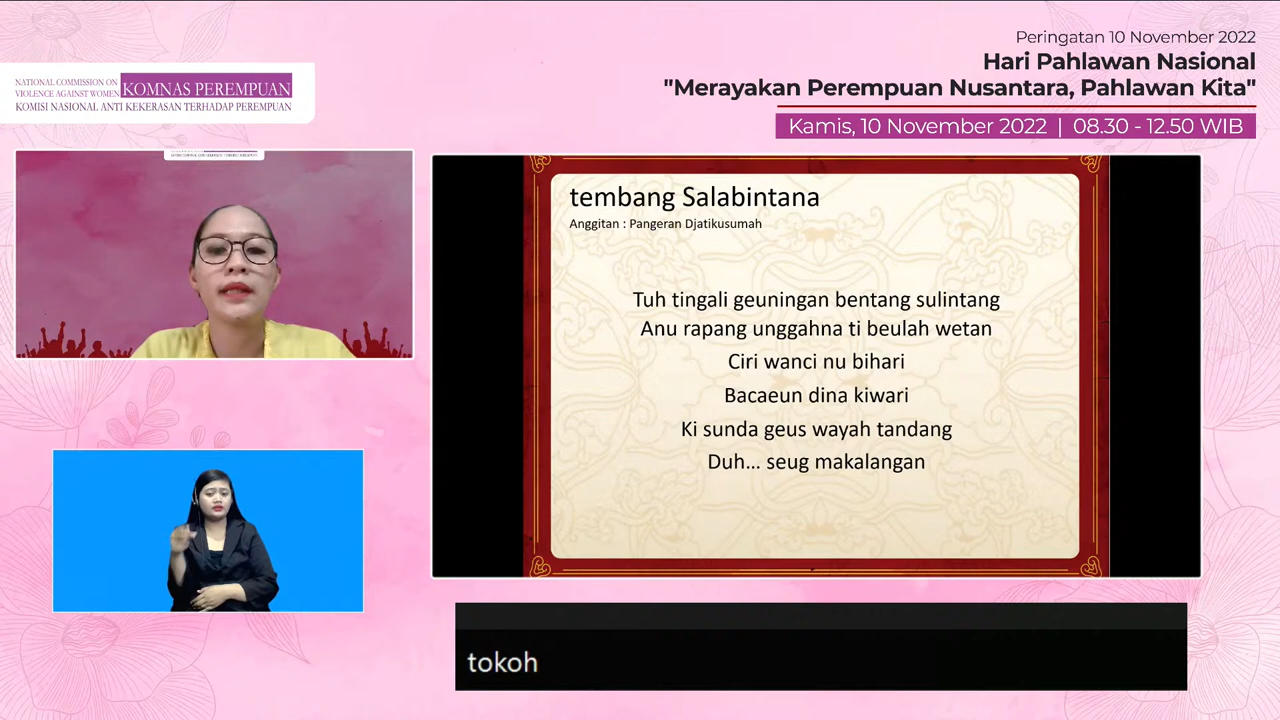 Peringatan 10 November 2022
Hari Pahlawan Nasional
"Merayakan Perempuan Nusantara, Pahlawan Kita"
Kamis, 10 November 2022 | 08.30 - 12.50 WIB
NATIONAL COMMISSION ON
VIOLENCE AGAINST WOMEN
KOMNAS PEREMPUAN
KOMISI NASIONAL ANTI KEKERASAN TERHADAP PEREMPUAN
tembang Salabintana
Anggitan : Pangeran Djatikusumah
Tuh tingali geuningan bentang sulintang
Anu rapang unggahna ti beulah wetan
Ciri wanci nu bihari
Bacaeun dina kiwari
Ki sunda geus wayah tandang
Duh... seug makalangan
tokoh